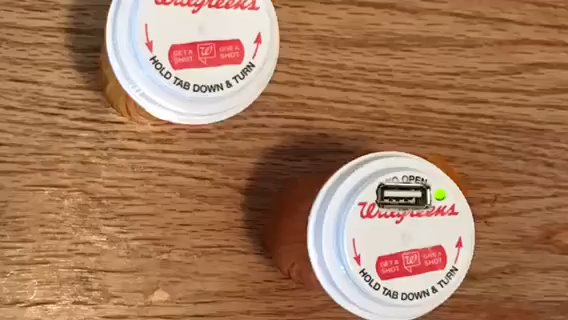 Walgreens
GET A SHOT
GIVE A SHOT
HOLD TAB DOWN & TURN
TO OPEN
Walgreens
GET A SHOT
GIVE A SHOT
HOLD TAB DOWN & TURN